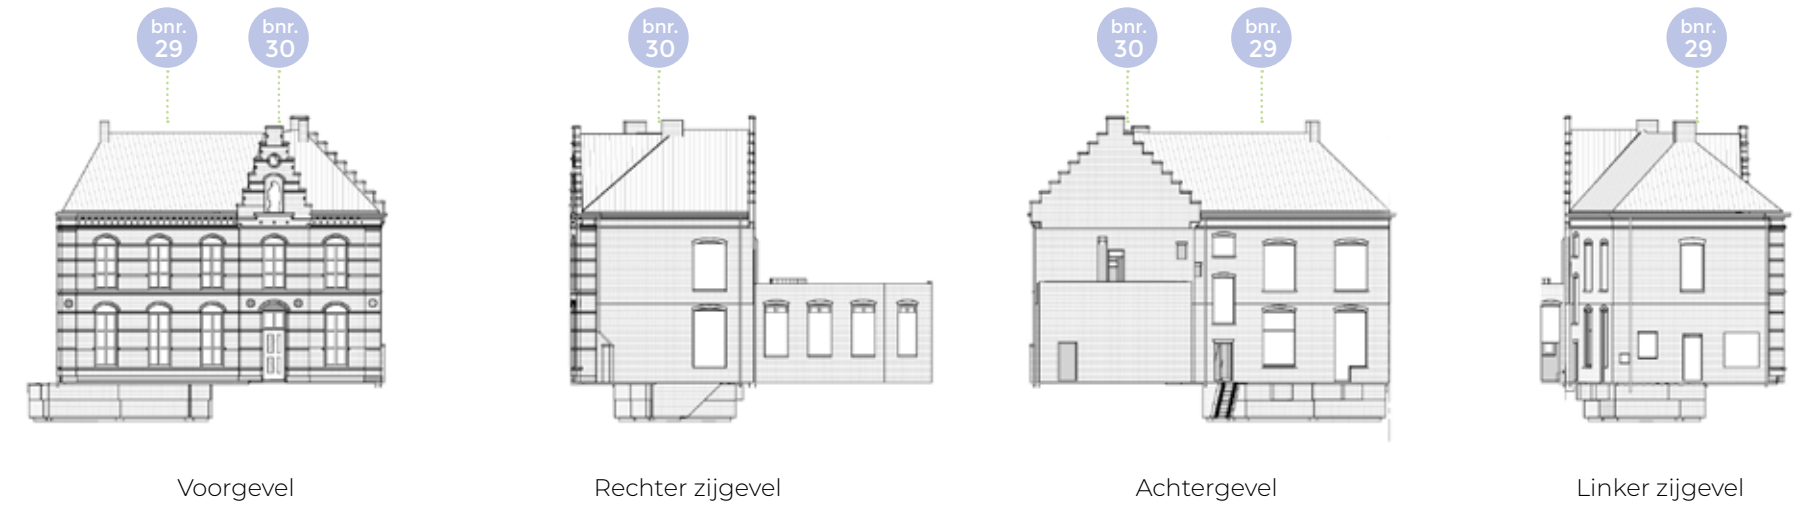 bnr.
29
bnr.
30
bnr.
30
bnr.
30
bnr.
29
bnr.
29
Voorgevel
Rechter zijgevel
Achtergevel
Linker zijgevel